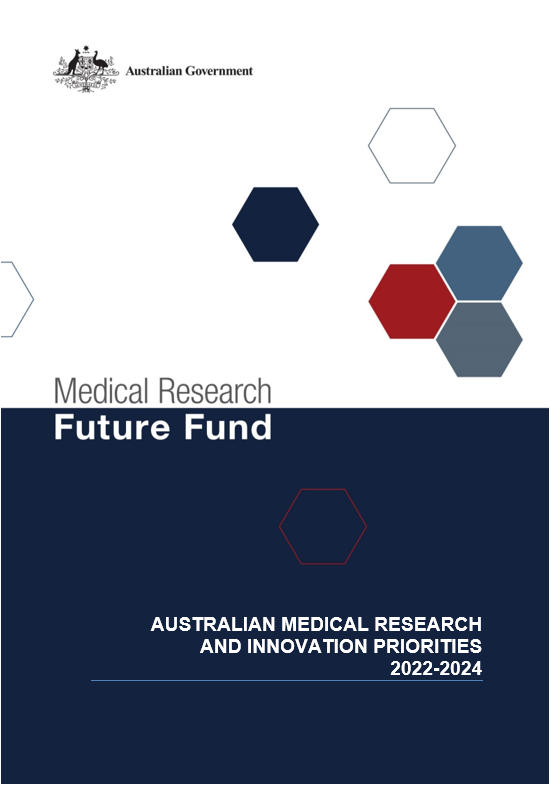 Australian Government
Medical Research
Future Fund
AUSTRALIAN MEDICAL RESEARCH
AND INNOVATION PRIORITIES
2022-2024